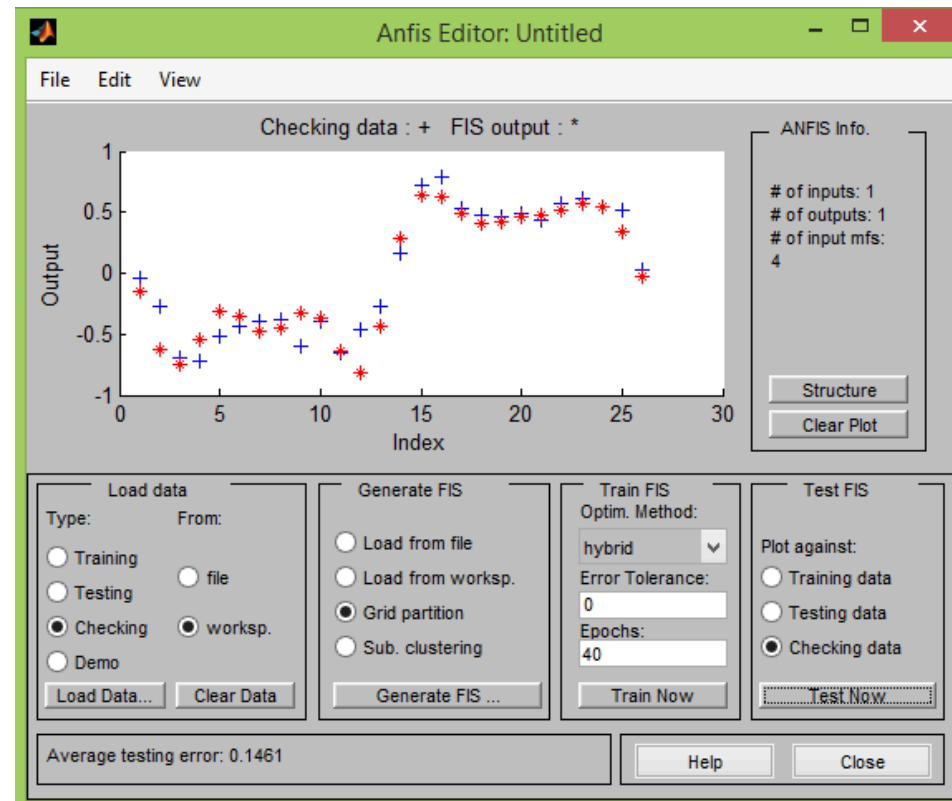 Anfis Editor: Untitled
File Edit View
Checking data : + FIS output : *
1
0.5
0
-0.5
-1
Output
0 5 10 15 20 25 30
Index
ANFIS Info.
# of inputs: 1
# of outputs: 1
# of input mfs:
4
Structure
Clear Plot
Load data
Type: From:
Training
Testing
Checking
Demo
file
worksp.
Load Data... Clear Data
Generate FIS
Load from file
Load from worksp.
Grid partition
Sub. clustering
Generate FIS ...
Train FIS
Optim. Method:
hybrid
Error Tolerance:
0
Epochs:
40
Train Now
Test FIS
Plot against:
Training data
Testing data
Checking data
Test Now
Average testing error: 0.1461
Help Close